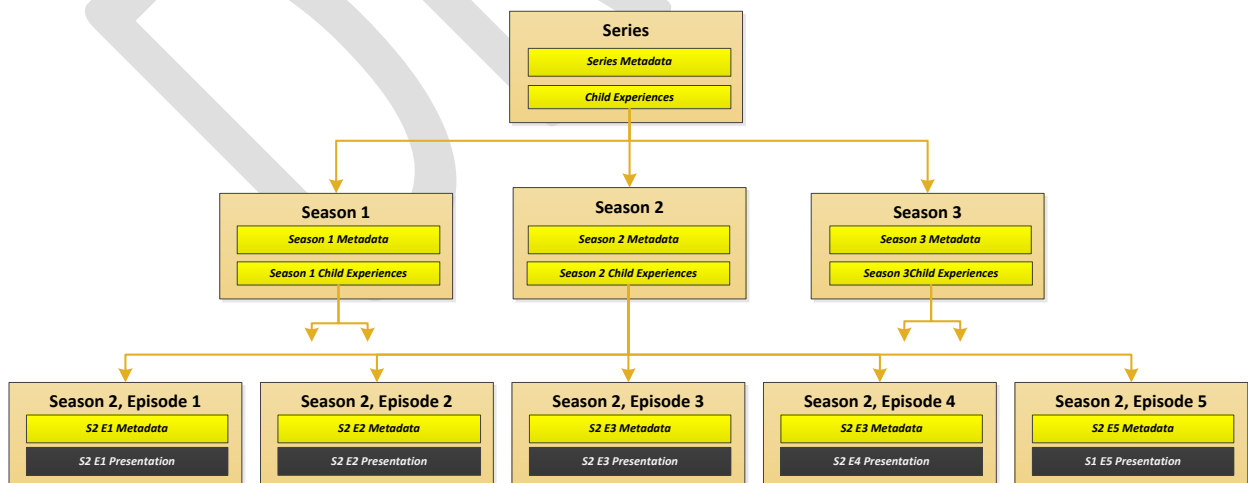 Series
Series Metadata
Child Experiences
Season 1
Season 2
Season 3
Season 1 Metadata
Season 2 Metadata
Season 3 Metadata
Season 1 Child Experiences
Season 2 Child Experiences
Season 3Child Experiences
Season 2, Episode 1
Season 2, Episode 2
Season 2, Episode 3
Season 2, Episode 4
Season 2, Episode 5
S2 E1 Metadata
S2 E2 Metadata
S2 E3 Metadata
S2 E3 Metadata
S2 E5 Metadata
S2 E1 Presentation
S2 E2 Presentation
S2 E3 Presentation
S2 E4 Presentation
S1 E5 Presentation